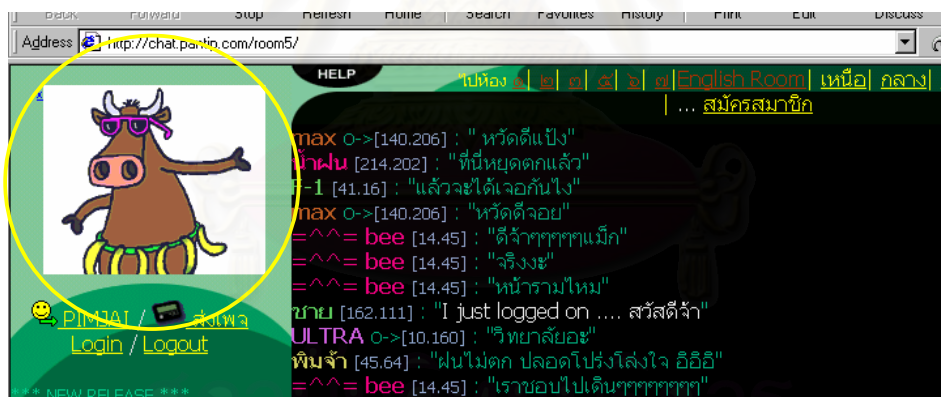 Back Forward Stop Refresh Home Search Favorites History Print Edit Discuss
Address http://chat.pantip.com/room5/
HELP
ไปห้อง ๑| ๒| ๓| ๕| ๖| ๗|English Room| เหนือ| กลาง|
| ... สมัครสมาชิก
max o->[140.206] : "หวัดดีแป้ง"
น้ำฝน [214.202] : "ที่นี่หยุดตกแล้ว"
F-1 [41.16] : "แล้วจะได้เจอกันไง"
max o->[140.206] : "หวัดดีจอย"
=^^= bee [14.45] : "ดีจ้าๆๆๆๆๆแม็ก"
=^^= bee [14.45] : "จริงงะ"
=^^= bee [14.45] : "หน้ารามไหม"
ชาย [162.111] : "I just logged on .... สวัสดีจ้า"
ULTRA o->[10.160] : "วิทยาลัยอะ"
พิมจ๋า [45.64] : "ฝนไม่ตก ปลอดโปร่งโล่งใจ อิอิอิ"
=^^= bee [14.45] : "เราชอบไปเดินๆๆๆๆๆๆๆๆ"
PIMJAI / ส่งเพจ
Login / Logout
*** NEW RELEASE ***